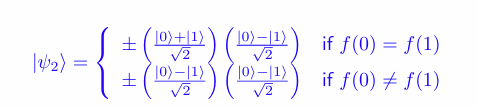 |ψ₂⟩ = { ± ( (|0⟩+|1⟩)/√2 ) ( (|0⟩−|1⟩)/√2 ) if f(0) = f(1)
± ( (|0⟩−|1⟩)/√2 ) ( (|0⟩−|1⟩)/√2 ) if f(0) ≠ f(1)